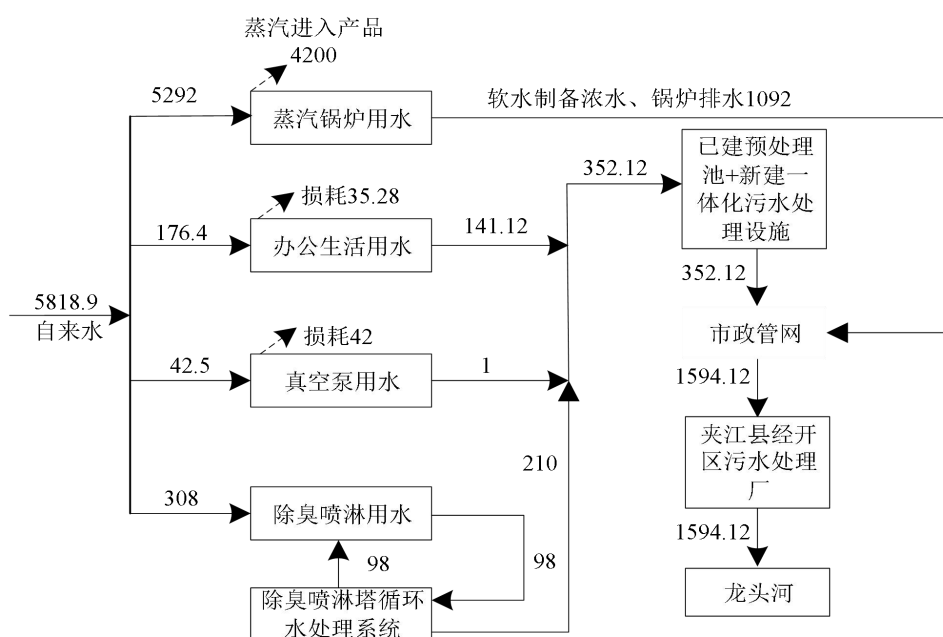 蒸汽进入产品
4200
5292
蒸汽锅炉用水
软水制备浓水、锅炉排水1092
已建预处理
池+新建一
体化污水处
理设施
352.12
损耗35.28
176.4
办公生活用水
141.12
352.12
5818.9
自来水
市政管网
损耗42
42.5
真空泵用水
1
1594.12
夹江县经开
区污水处理
厂
210
308
除臭喷淋用水
1594.12
98
98
除臭喷淋塔循环
水处理系统
龙头河